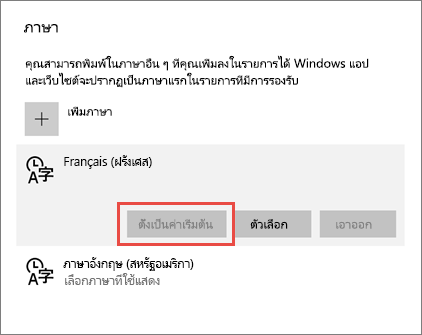 ภาษา
คุณสามารถพิมพ์ในภาษาอื่น ๆ ที่คุณเพิ่มลงในรายการได้ Windows แอป
และเว็บไซต์จะปรากฏเป็นภาษาแรกในรายการที่มีการรองรับ
เพิ่มภาษา
Français (ฝรั่งเศส)
ตั้งเป็นค่าเริ่มต้น ตัวเลือก เอาออก
ภาษาอังกฤษ (สหรัฐอเมริกา)
เลือกภาษาที่ใช้แสดง